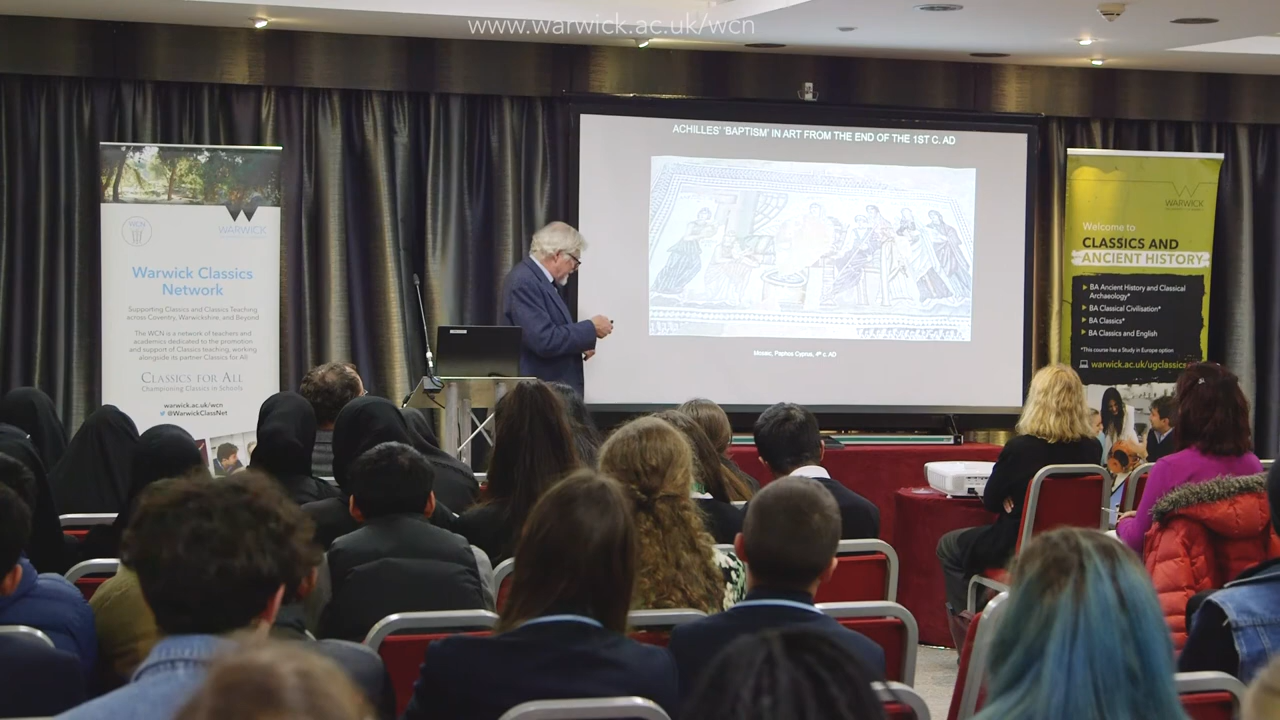 www.warwick.ac.uk/wcn
ACHILLES' 'BAPTISM' IN ART FROM THE END OF THE 1ST C. AD
Mosaic, Paphos Cyprus, 4th c. AD
WCN
WARWICK
Warwick Classics
Network
Supporting Classics and Classics Teaching
across Coventry, Warwickshire, and Beyond
The WCN is a network of teachers and
academics dedicated to the promotion
and support of Classics teaching, working
alongside its partner Classics for All:
CLASSICS FOR ALL
Championing Classics in Schools
warwick.ac.uk/wcn
@WarwickClassNet
WARWICK
Welcome to
CLASSICS AND
ANCIENT HISTORY
BA Ancient History and Classical
Archaeology*
BA Classical Civilisation*
BA Classics*
BA Classics and English
*This course has a Study in Europe option
warwick.ac.uk/ugclassics